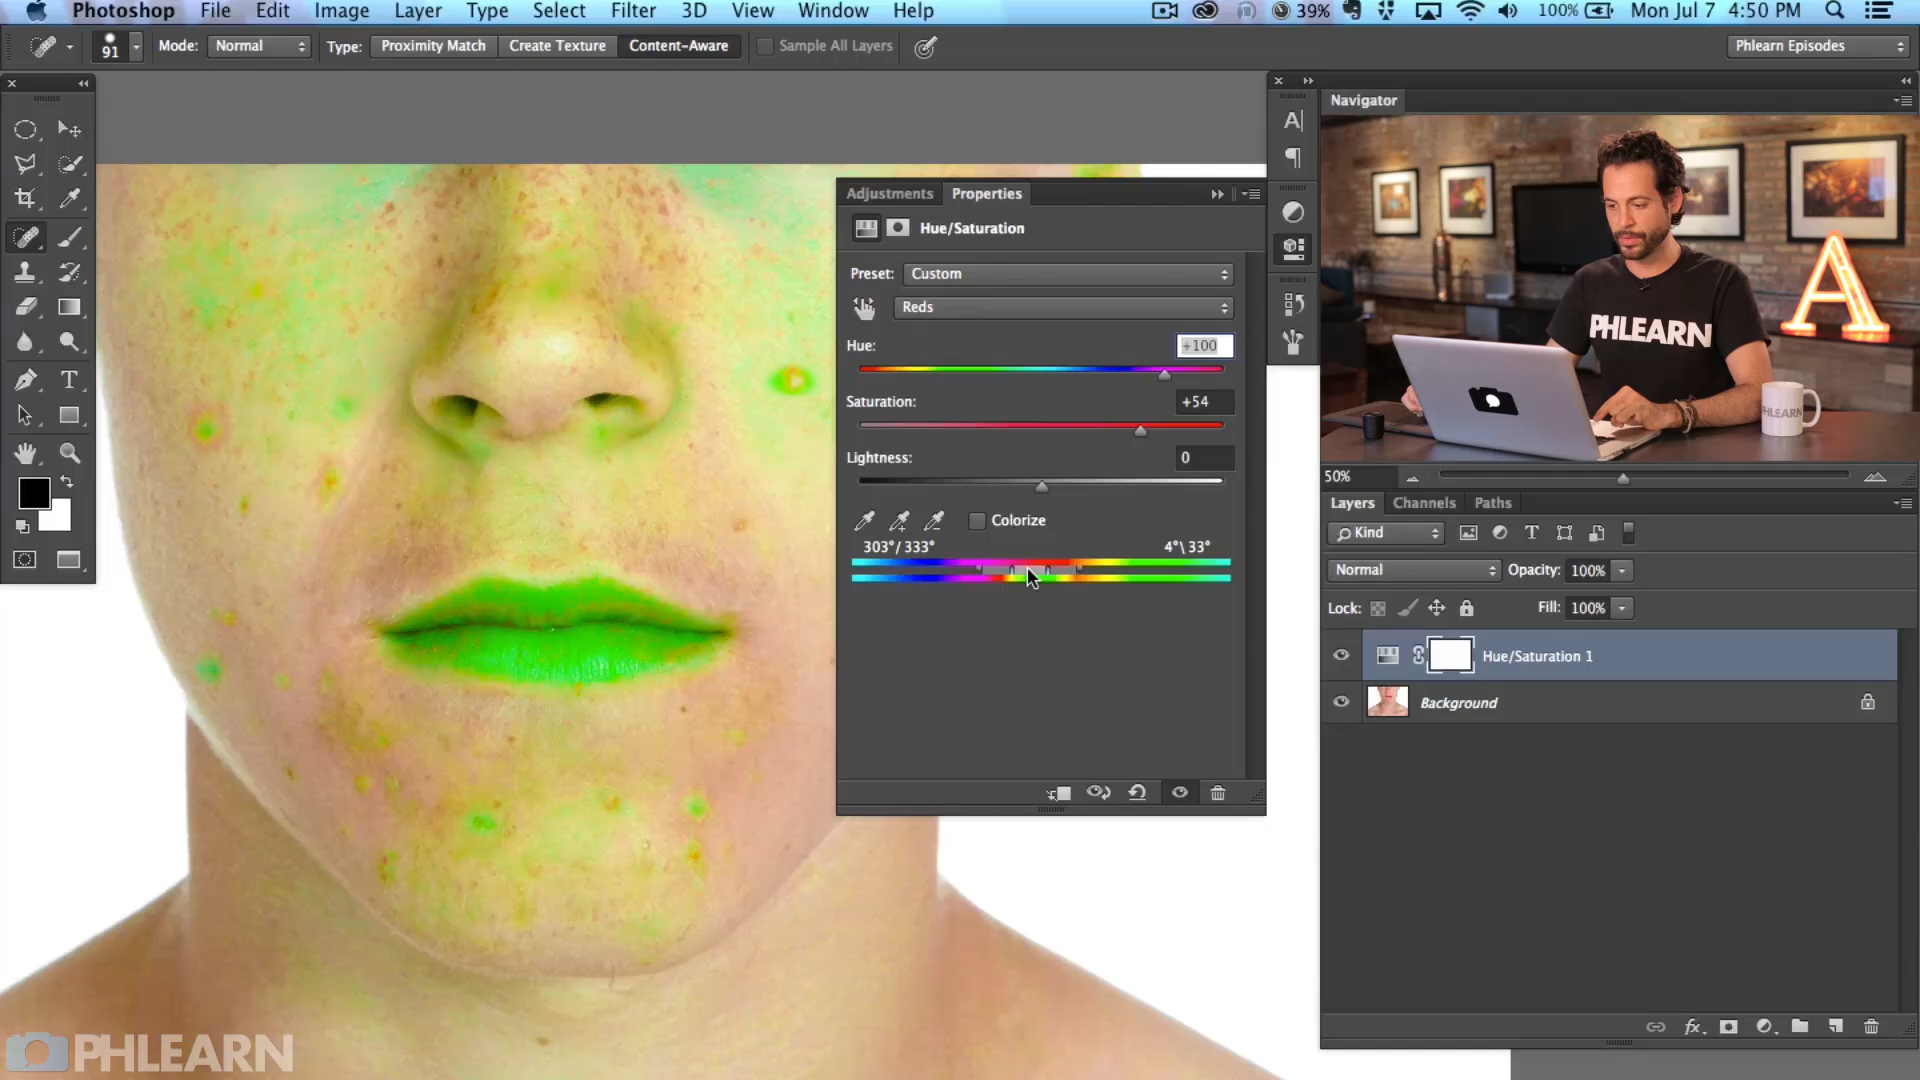 Photoshop File Edit Image Layer Type Select Filter 3D View Window Help 39% 100% Mon Jul 7 4:50 PM
91 Mode: Normal Type: Proximity Match Create Texture Content-Aware Sample All Layers Phlearn Episodes
Navigator
PHLEARN
PHLEARN
A
Adjustments Properties
Hue/Saturation
Preset: Custom
Reds
Hue: +100
Saturation: +54
Lightness: 0
Colorize
303°/ 333° 4°\ 33°
50%
Layers Channels Paths
Kind
Normal Opacity: 100%
Lock: Fill: 100%
Hue/Saturation 1
Background
fx
PHLEARN